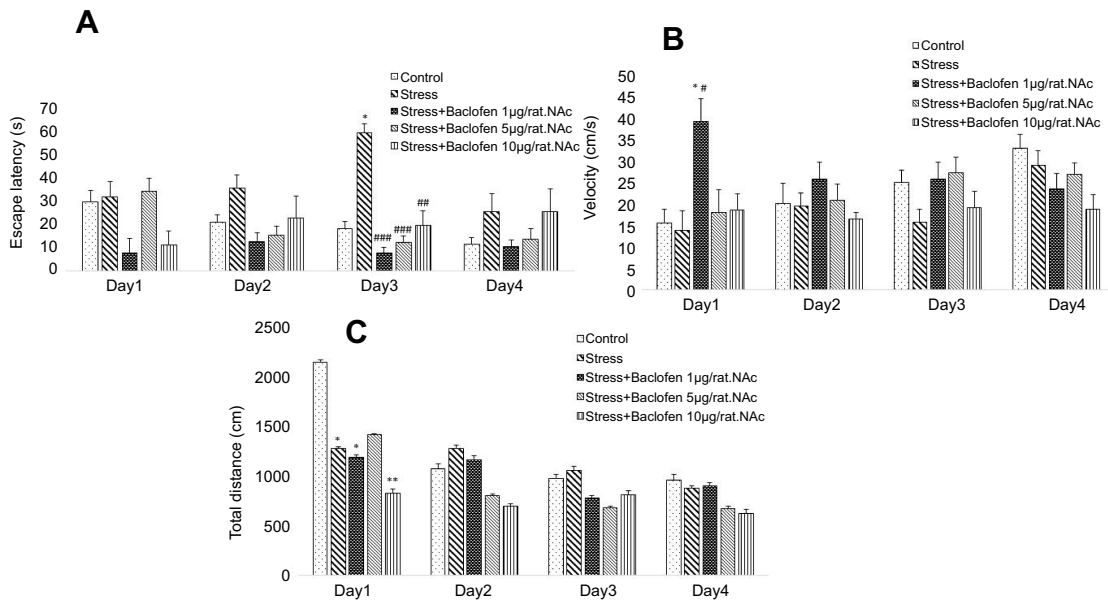 A
Control
Stress
Stress+Baclofen 1µg/rat.NAc
Stress+Baclofen 5µg/rat.NAc
Stress+Baclofen 10µg/rat.NAc
Escape latency (s)
70
60
50
40
30
20
10
0
*
###
###
##
Day1 Day2 Day3 Day4
B
Control
Stress
Stress+Baclofen 1µg/rat.NAc
Stress+Baclofen 5µg/rat.NAc
Stress+Baclofen 10µg/rat.NAc
Velocity (cm/s)
50
45
40
35
30
25
20
15
10
5
0
* #
Day1 Day2 Day3 Day4
C
Control
Stress
Stress+Baclofen 1µg/rat.NAc
Stress+Baclofen 5µg/rat.NAc
Stress+Baclofen 10µg/rat.NAc
Total distance (cm)
2500
2000
1500
1000
500
0
*
*
**
Day1 Day2 Day3 Day4